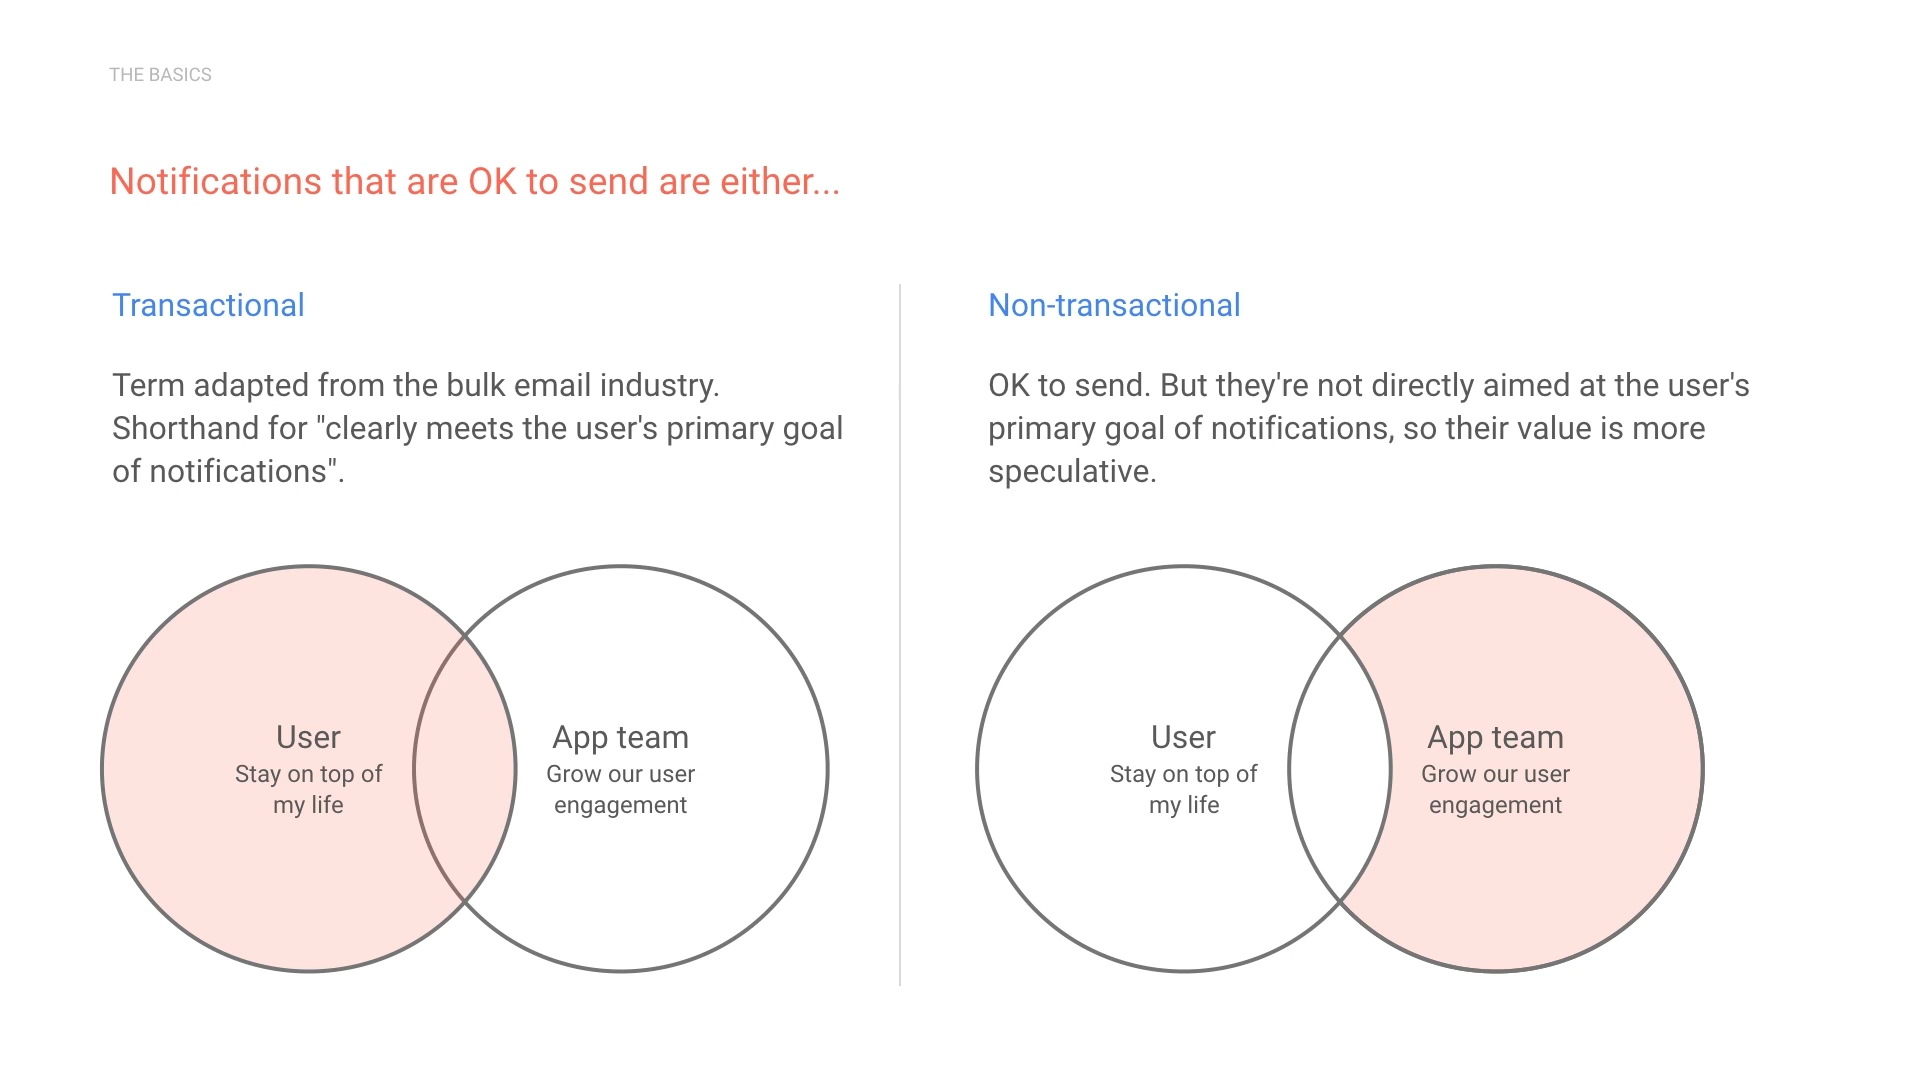 THE BASICS
Notifications that are OK to send are either...
Transactional
Term adapted from the bulk email industry.
Shorthand for "clearly meets the user's primary goal
of notifications".
User
Stay on top of
my life
App team
Grow our user
engagement
Non-transactional
OK to send. But they're not directly aimed at the user's
primary goal of notifications, so their value is more
speculative.
User
Stay on top of
my life
App team
Grow our user
engagement